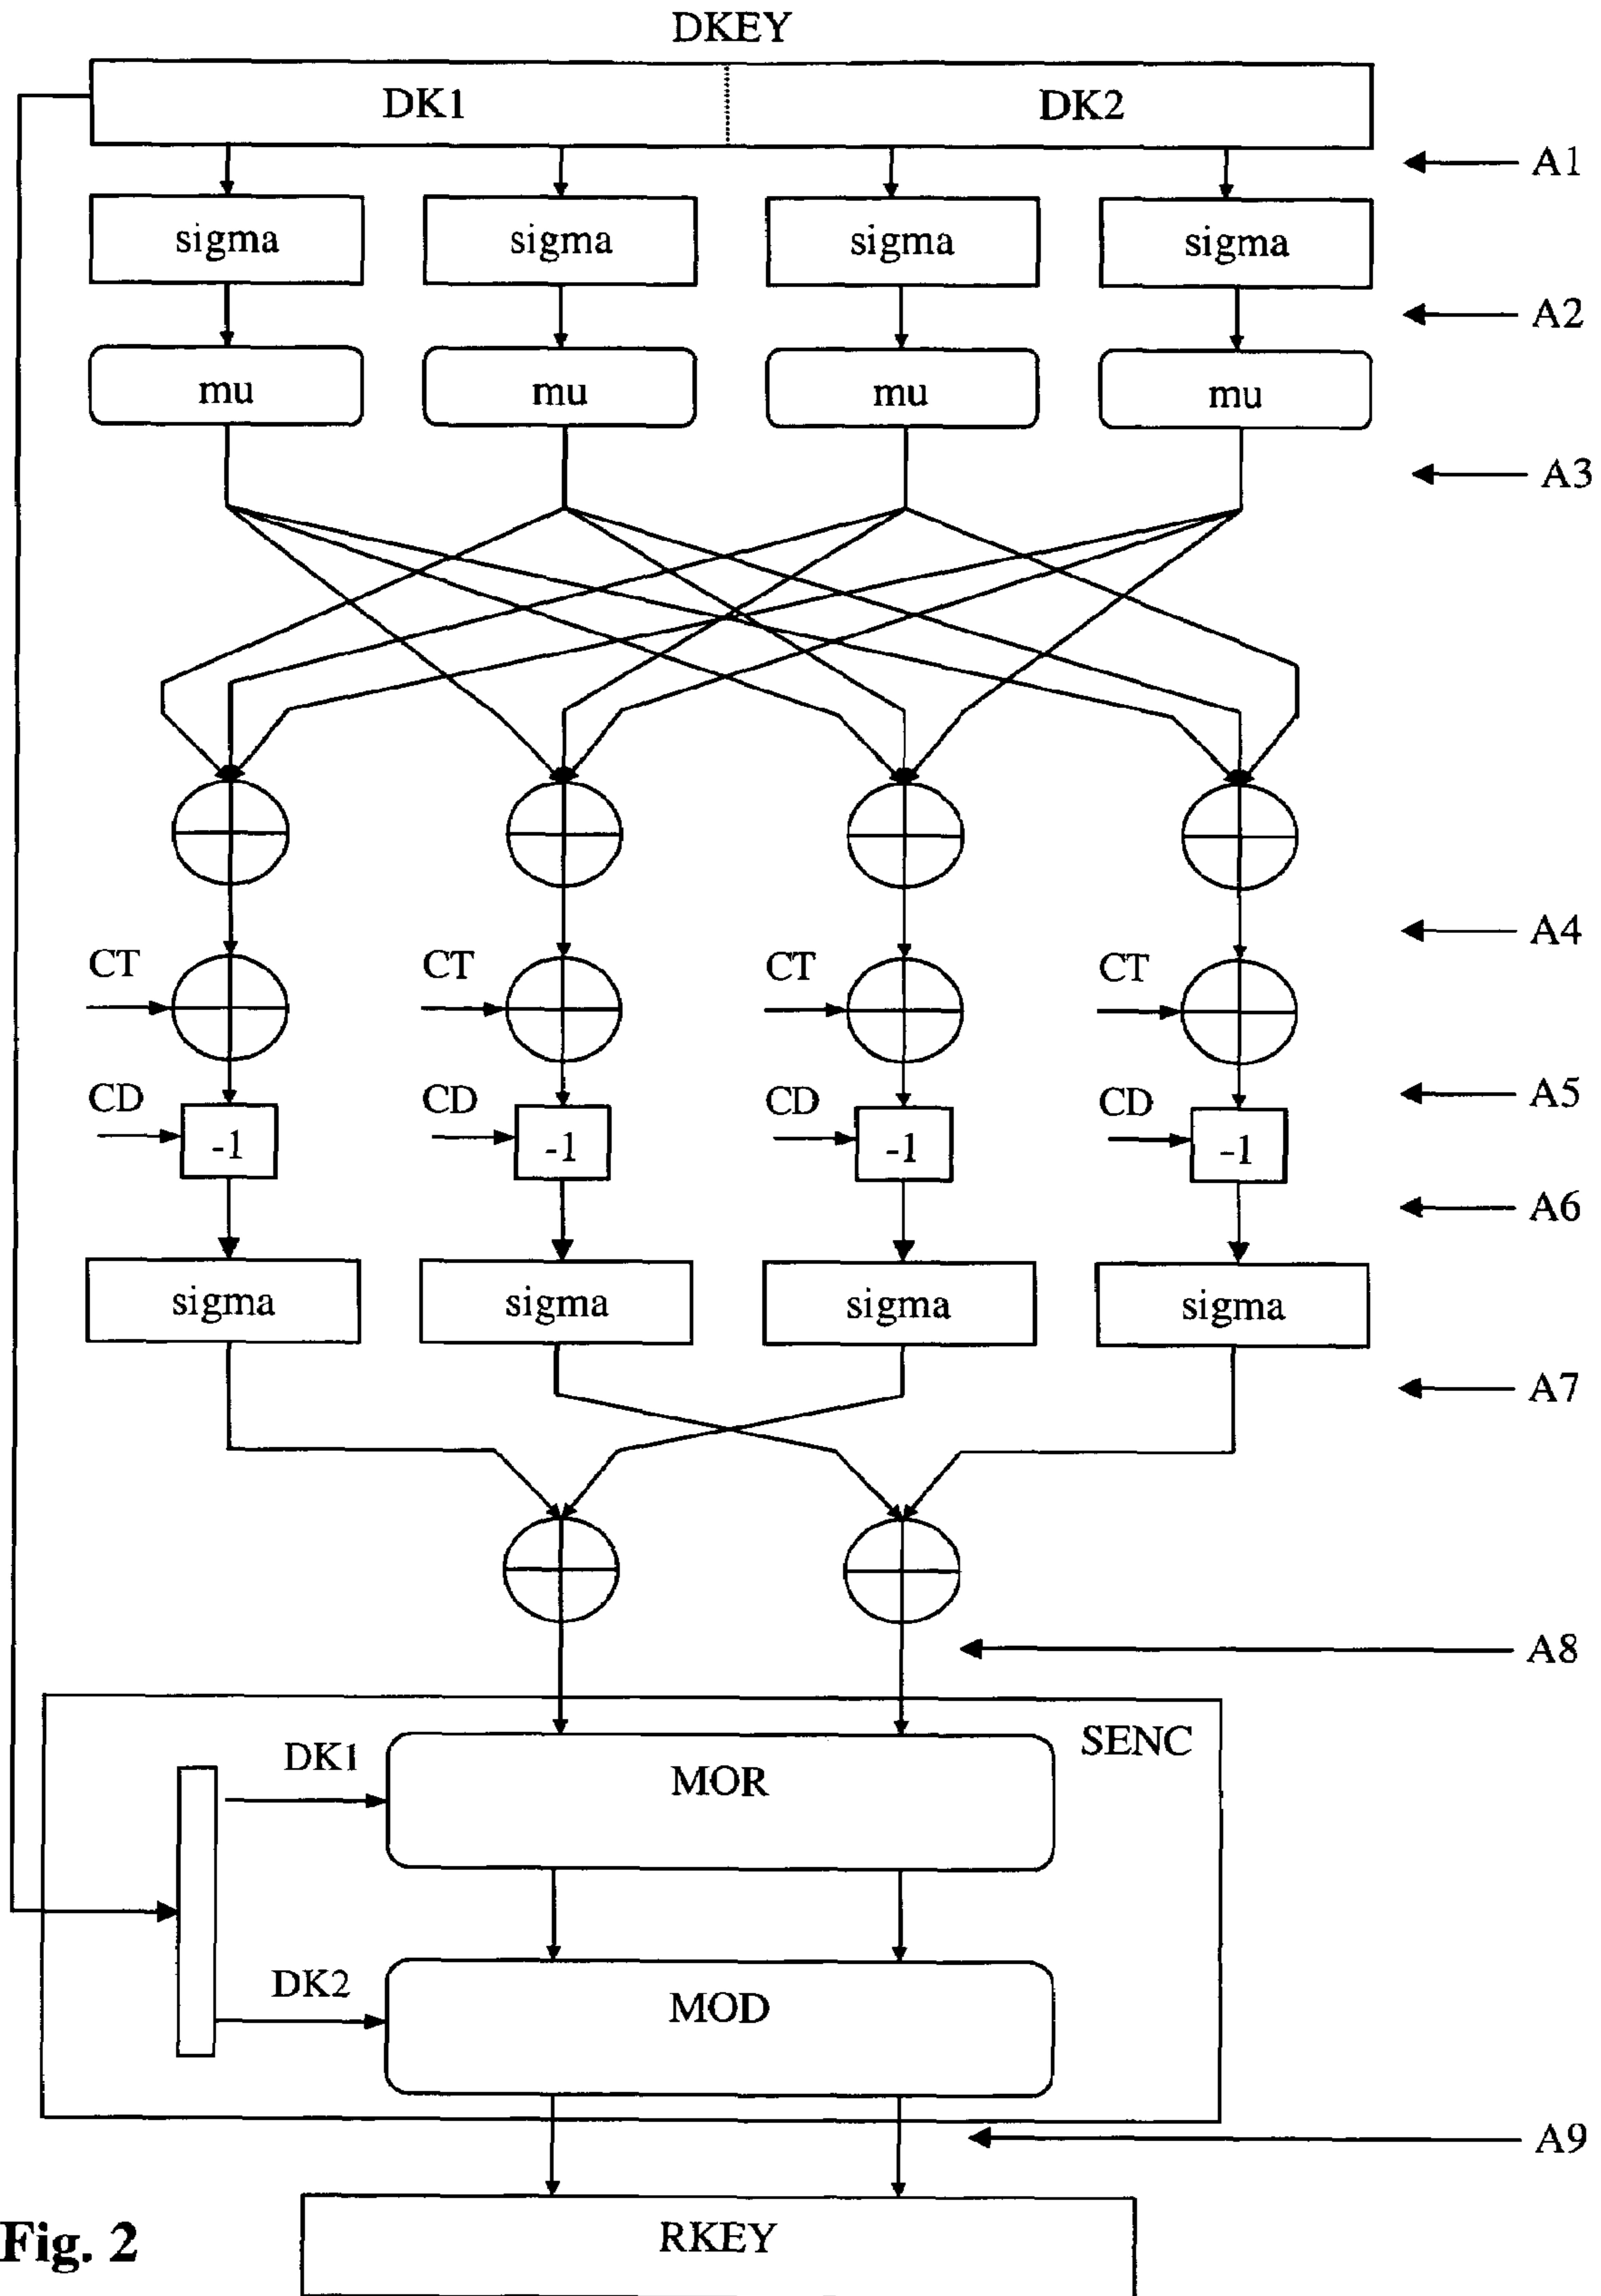 DKEY
DK1 DK2
A1
sigma sigma sigma sigma
A2
mu mu mu mu
A3
A4
CT CT CT CT
A5
CD CD CD CD
-1 -1 -1 -1
A6
sigma sigma sigma sigma
A7
A8
SENC
DK1
MOR
DK2
MOD
A9
RKEY
Fig. 2